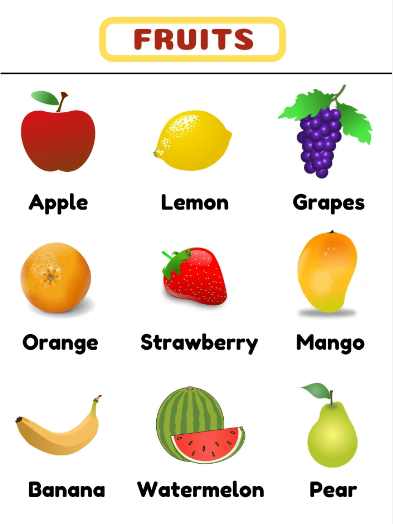 FRUITS
Apple Lemon Grapes
Orange Strawberry Mango
Banana Watermelon Pear